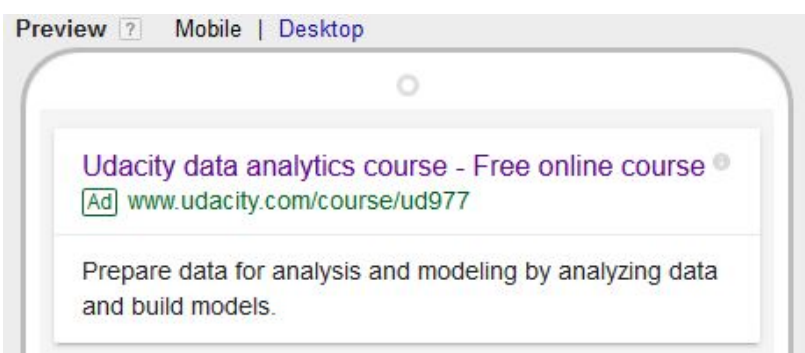 Preview ? Mobile | Desktop
Udacity data analytics course - Free online course
Ad www.udacity.com/course/ud977
Prepare data for analysis and modeling by analyzing data
and build models.